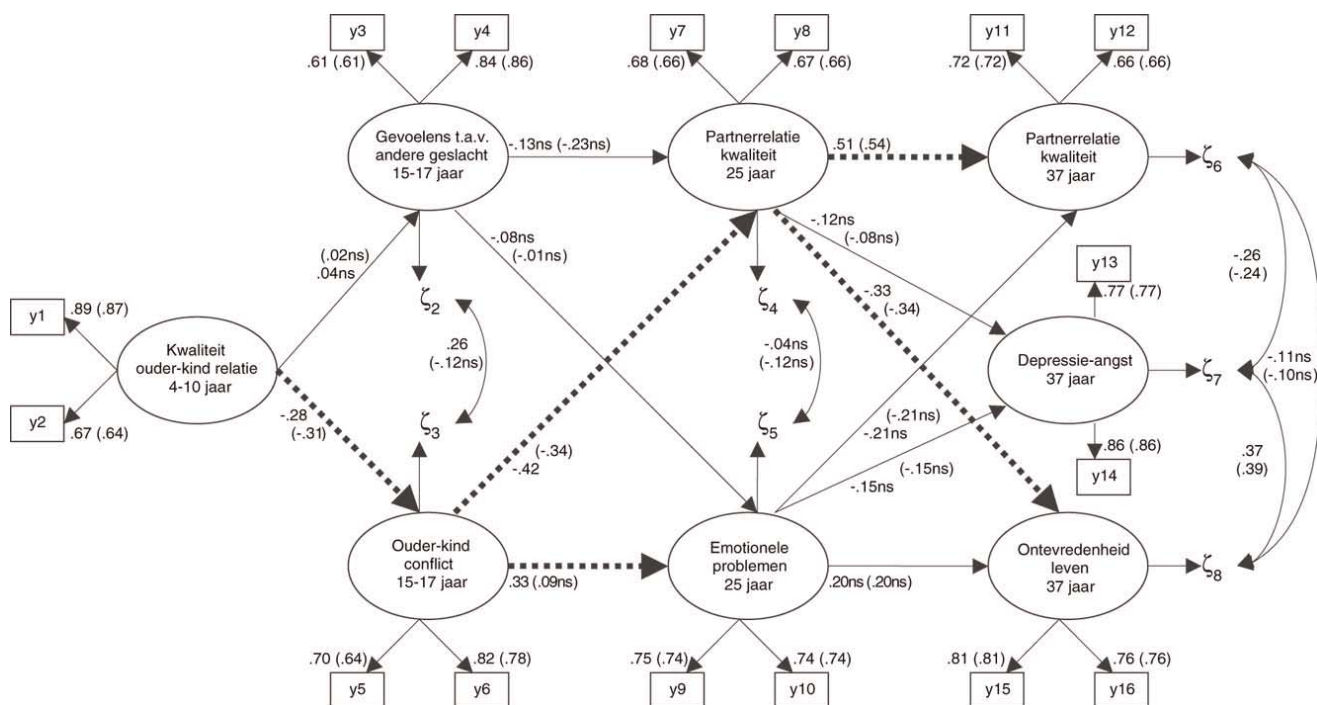 y3
y4
y7
y8
y11
y12
.61 (.61)
.84 (.86)
.68 (.66)
.67 (.66)
.72 (.72)
.66 (.66)
Gevoelens t.a.v.
andere geslacht
15-17 jaar
-.13ns (-.23ns)
Partnerrelatie
kwaliteit
25 jaar
.51 (.54)
Partnerrelatie
kwaliteit
37 jaar
ζ6
(.02ns)
.04ns
-.08ns
(-.01ns)
-.12ns
(-.08ns)
-.26
(-.24)
y13
.77 (.77)
ζ2
ζ4
-.33
(-.34)
y1
.89 (.87)
Kwaliteit
ouder-kind relatie
4-10 jaar
.26
(-.12ns)
-.04ns
(-.12ns)
Depressie-angst
37 jaar
ζ7
-.11ns
(-.10ns)
y2
.67 (.64)
-.28
(-.31)
ζ3
ζ5
(-.34)
-.42
(-.21ns)
-.21ns
(-.15ns)
-.15ns
.86 (.86)
y14
.37
(.39)
Ouder-kind
conflict
15-17 jaar
.33 (.09ns)
Emotionele
problemen
25 jaar
.20ns (.20ns)
Ontevredenheid
leven
37 jaar
ζ8
.70 (.64)
.82 (.78)
.75 (.74)
.74 (.74)
.81 (.81)
.76 (.76)
y5
y6
y9
y10
y15
y16